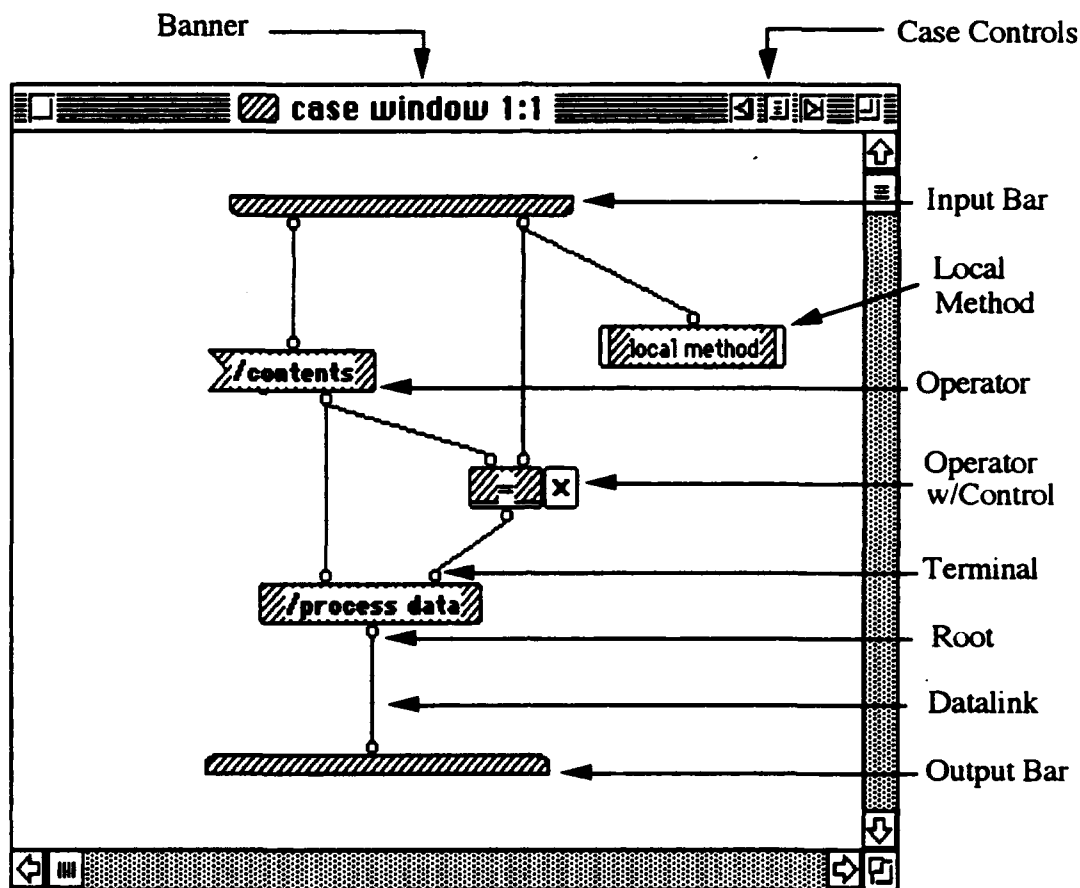 Banner
Case Controls
case window 1:1
Input Bar
Local
Method
local method
/contents
Operator
Operator
w/Control
=
x
Terminal
/process data
Root
Datalink
Output Bar